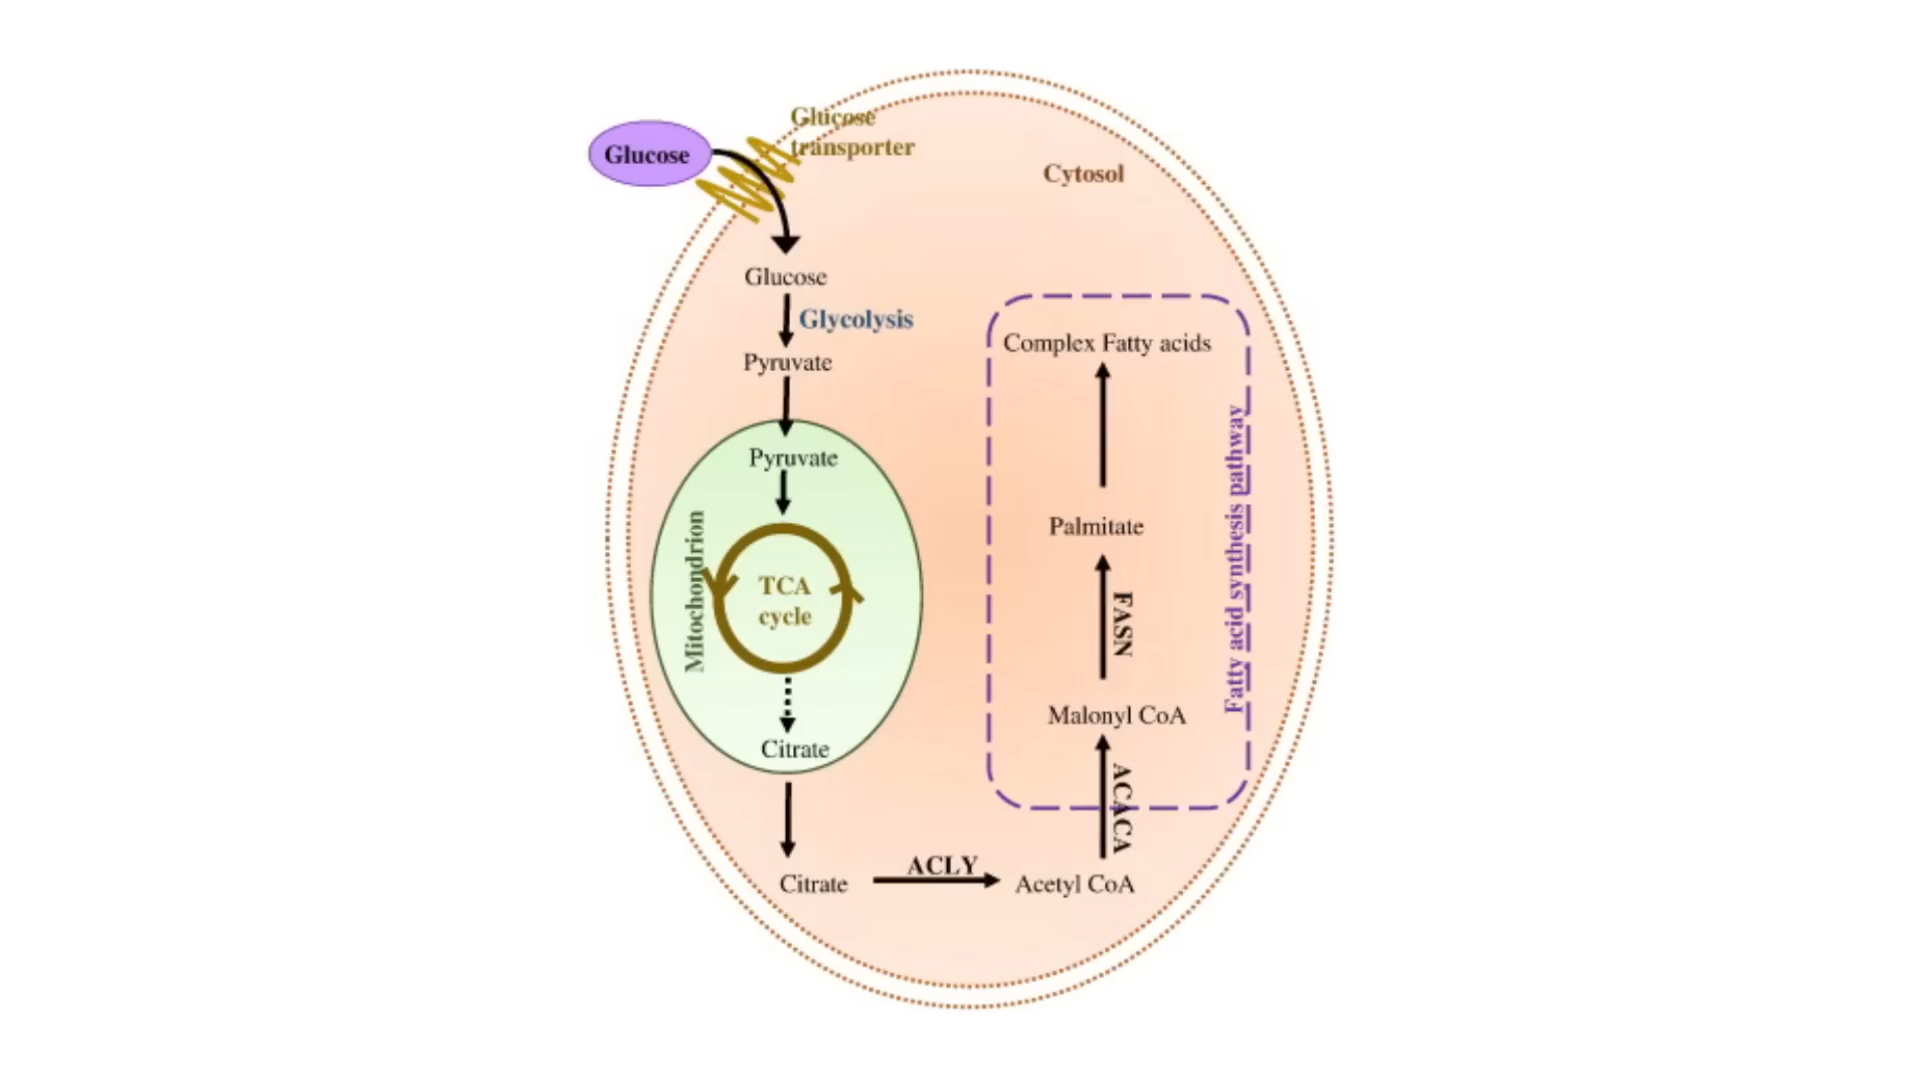 Glucose
Glucose
transporter
Cytosol
Glucose
Glycolysis
Pyruvate
Pyruvate
Mitochondrion
TCA
cycle
Citrate
Citrate
ACLY
Acetyl CoA
ACACA
Malonyl CoA
FASN
Palmitate
Complex Fatty acids
Fatty acid synthesis pathway